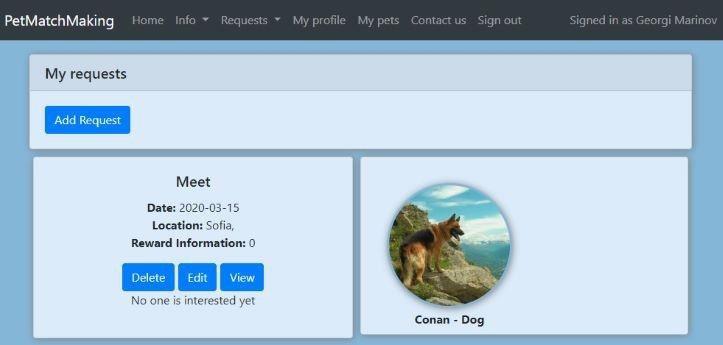 PetMatchMaking Home Info Requests My profile My pets Contact us Sign out Signed in as Georgi Marinov
My requests
Add Request
Meet
Date: 2020-03-15
Location: Sofia,
Reward Information: 0
Delete Edit View
No one is interested yet
Conan - Dog